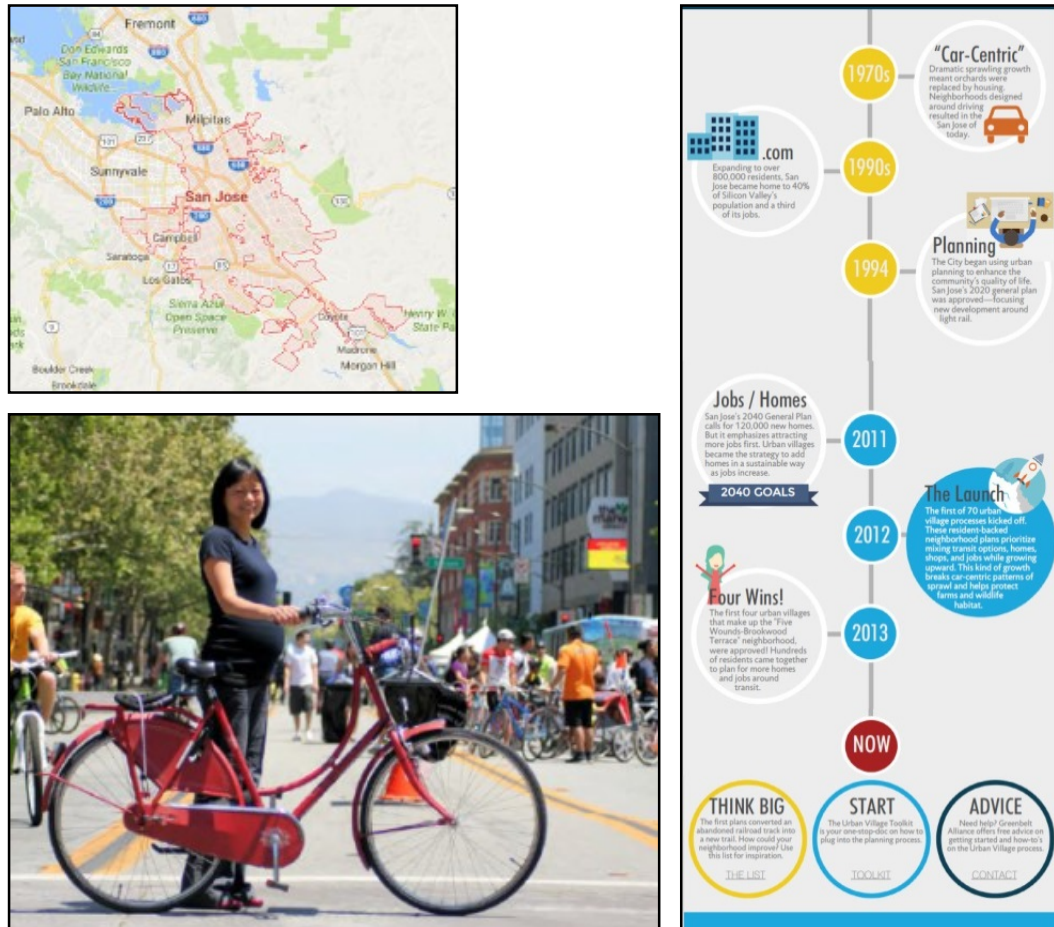 Fremont
84
880
680
Don Edwards
San Francisco
Bay National
Wildlife...
Palo Alto
Milpitas
101
237
880
680
Sunnyvale
San Jose
280
280
130
Campbell
Saratoga
17
85
Los Gatos
Sierra Azul
Open Space
Preserve
Coyote
101
Henry W.
State Pa
9
Madrone
Morgan Hill
Boulder Creek
Brookdale
1970s
"Car-Centric"
Dramatic sprawling growth
meant orchards were
replaced by housing.
Neighborhoods designed
around driving
resulted in the
San Jose of
today.
.com
1990s
Expanding to over
800,000 residents, San
Jose became home to 40%
of Silicon Valley's
population and a third
of its jobs.
1994
Planning
The City began using urban
planning to enhance the
community's quality of life.
San Jose's 2020 general plan
was approved—focusing
new development around
light rail.
Jobs / Homes
San Jose's 2040 General Plan
calls for 120,000 new homes.
But it emphasizes attracting
more jobs first. Urban villages
became the strategy to add
homes in a sustainable way
as jobs increase.
2040 GOALS
2011
2012
The Launch
The first of 70 urban
village processes kicked off.
These resident-backed
neighborhood plans prioritize
mixing transit options, homes,
shops, and jobs while growing
upward. This kind of growth
breaks car-centric patterns of
sprawl and helps protect
farms and wildlife
habitat.
Four Wins!
The first four urban villages
that make up the "Five
Wounds-Brookwood
Terrace" neighborhood,
were approved! Hundreds
of residents came together
to plan for more homes
and jobs around
transit.
2013
NOW
THINK BIG
The first plans converted an
abandoned railroad track into
a new trail. How could your
neighborhood improve? Use
this list for inspiration.
THE LIST
START
The Urban Village Toolkit
is your one-stop-doc on how to
plug into the planning process.
TOOLKIT
ADVICE
Need help? Greenbelt
Alliance offers free advice on
getting started and how-to's
on the Urban Village process.
CONTACT